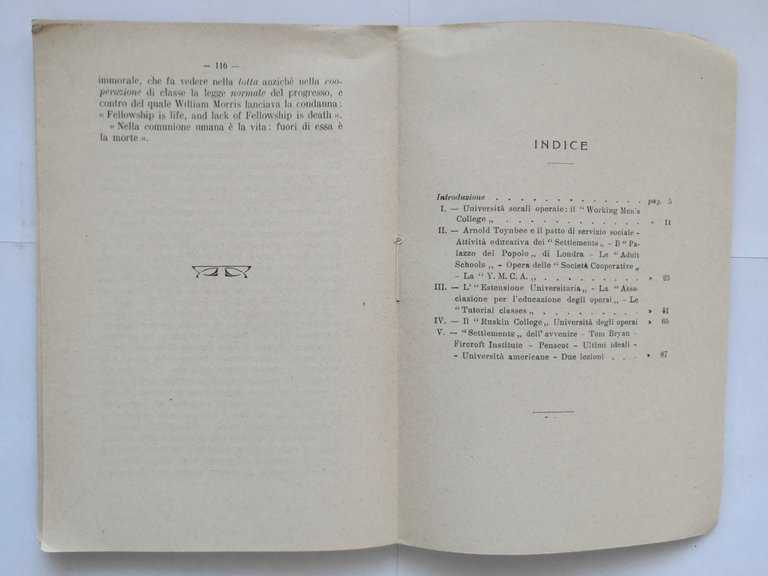 — 116 —
immorale, che fa vedere nella lotta anzichè nella coo-
perazione di classe la legge normale del progresso, e
contro del quale William Morris lanciava la condanna:
« Fellowship is life, and lack of Fellowship is death ».
« Nella comunione umana è la vita: fuori di essa è
la morte ».
INDICE
Introduzione . . . . . . . . . . . . . pag. 5
I. — Università serali operaie: il “ Working Men's
College „ . . . . . . . . . . . » 11
II. — Arnold Toynbee e il patto di servizio sociale -
Attività educativa dei “ Settlements „ - Il “ Pa-
lazzo del Popolo „ di Londra - Le “ Adult
Schools „ - Opera delle “ Società Cooperative „
- La “ Y. M. C. A. „ . . . . . . . . » 23
III. — L' “ Estensione Universitaria „ - La “ Asso-
ciazione per l'educazione degli operai „ - Le
“ Tutorial classes „ . . . . . . . . » 41
IV. — Il “ Ruskin College „ Università degli operai » 65
V. — “ Settlements „ dell'avvenire - Tom Bryan -
Fircroft Institute - Penscot - Ultimi ideali -
- Università americane - Due lezioni . . . » 87